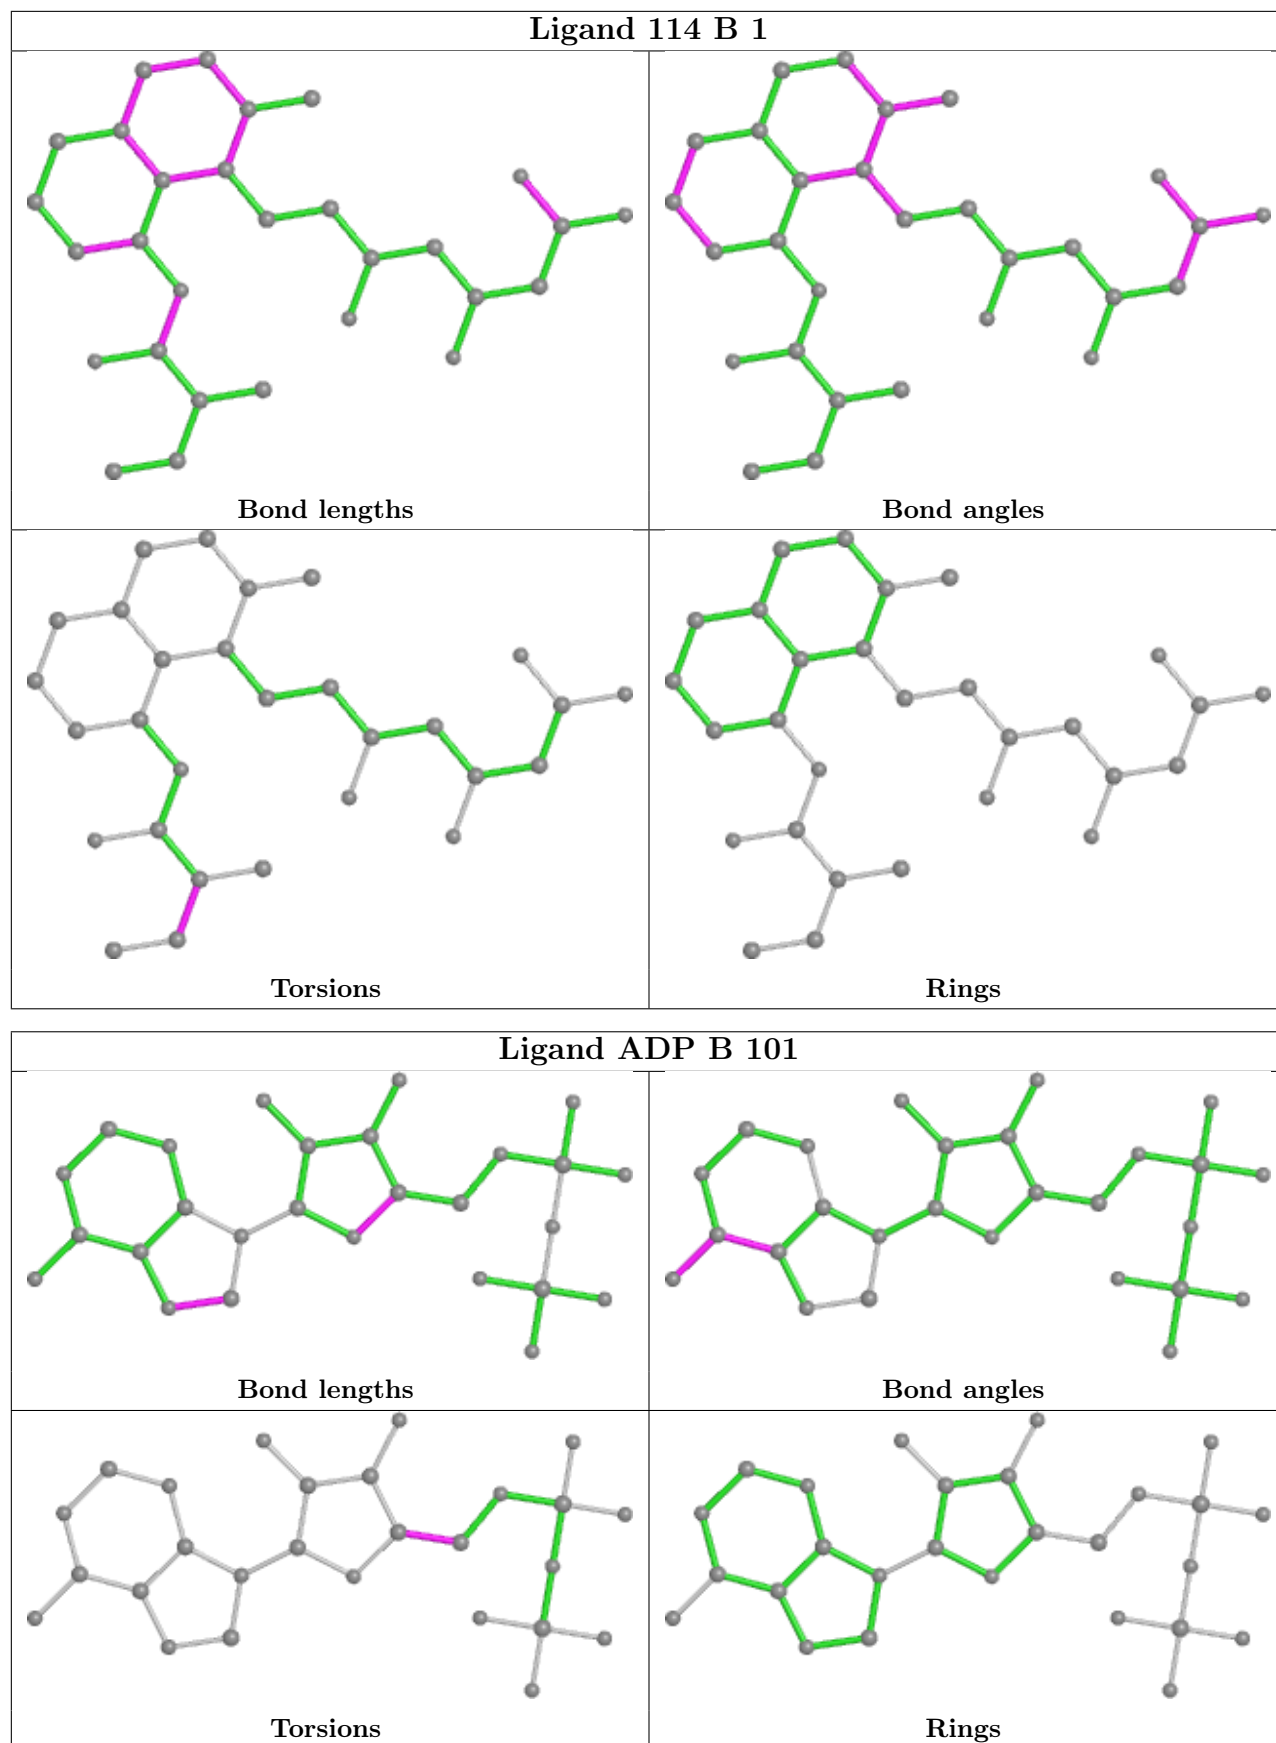 Ligand 114 B 1
Bond lengths
Bond angles
Torsions
Rings
Ligand ADP B 101
Bond lengths
Bond angles
Torsions
Rings